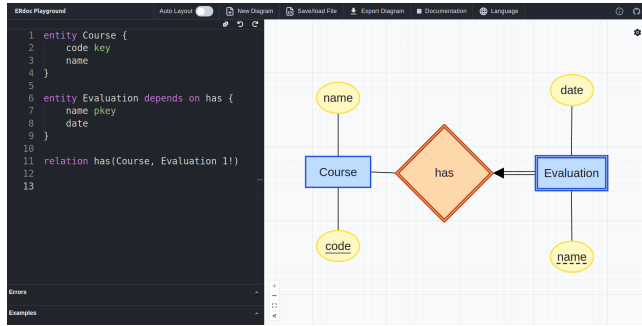 ERdoc Playground Auto Layout New Diagram Save/load File Export Diagram Documentation Language
1 entity Course {
2 code key
3 name
4 }
5
6 entity Evaluation depends on has {
7 name pkey
8 date
9 }
10
11 relation has(Course, Evaluation 1!)
12
13
name
date
Course
has
Evaluation
code
name
Errors
Examples